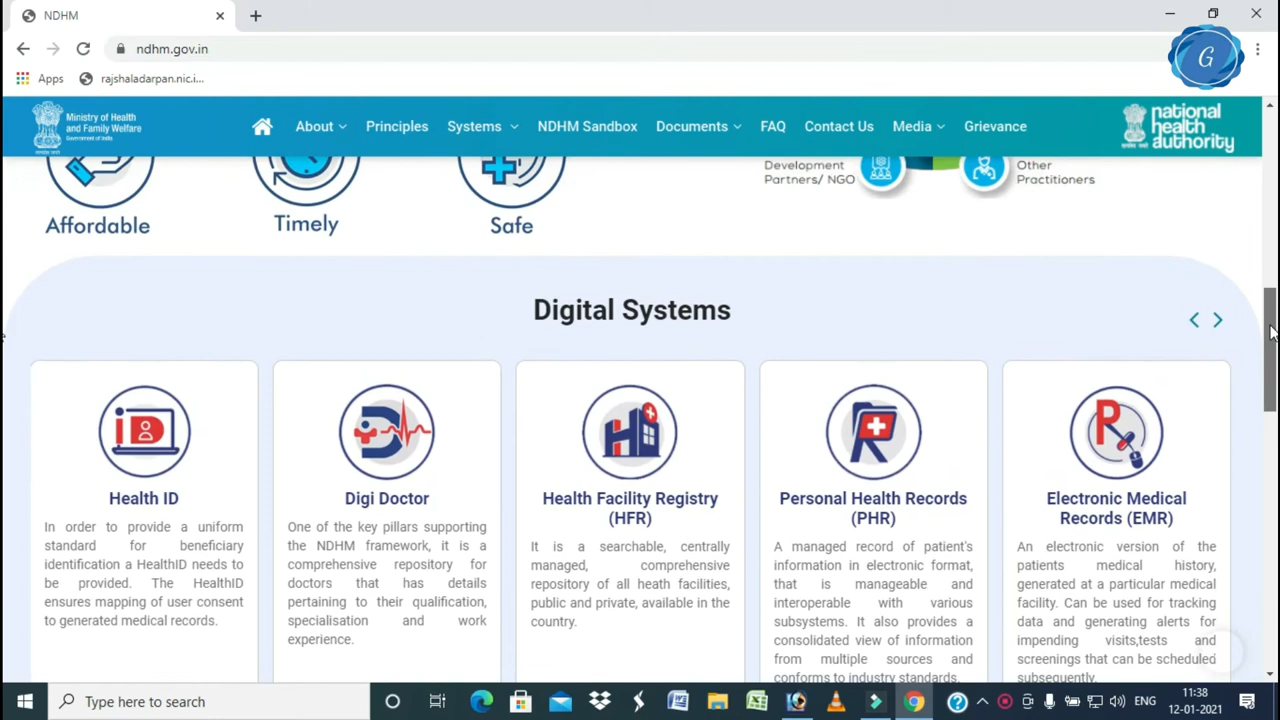 NDHM
ndhm.gov.in
G
Apps
rajshaladarpan.nic.i...
Ministry of Health
and Family Welfare
Government of India
About
Principles
Systems
NDHM Sandbox
Documents
FAQ
Contact Us
Media
Grievance
national
health
authority
Affordable
Timely
Safe
Development
Partners/ NGO
Other
Practitioners
Digital Systems
Health ID
In order to provide a uniform
standard for beneficiary
identification a HealthID needs to
be provided. The HealthID
ensures mapping of user consent
to generated medical records.
Digi Doctor
One of the key pillars supporting
the NDHM framework, it is a
comprehensive repository for
doctors that has details
pertaining to their qualification,
specialisation and work
experience.
Health Facility Registry
(HFR)
It is a searchable, centrally
managed, comprehensive
repository of all heath facilities,
public and private, available in the
country.
Personal Health Records
(PHR)
A managed record of patient's
information in electronic format,
that is manageable and
interoperable with various
subsystems. It also provides a
consolidated view of information
from multiple sources and
conforms to industry standards.
Electronic Medical
Records (EMR)
An electronic version of the
patients medical history,
generated at a particular medical
facility. Can be used for tracking
data and generating alerts for
impending visits,tests and
screenings that can be scheduled
subsequently.
Type here to search
ENG
11:38
12-01-2021